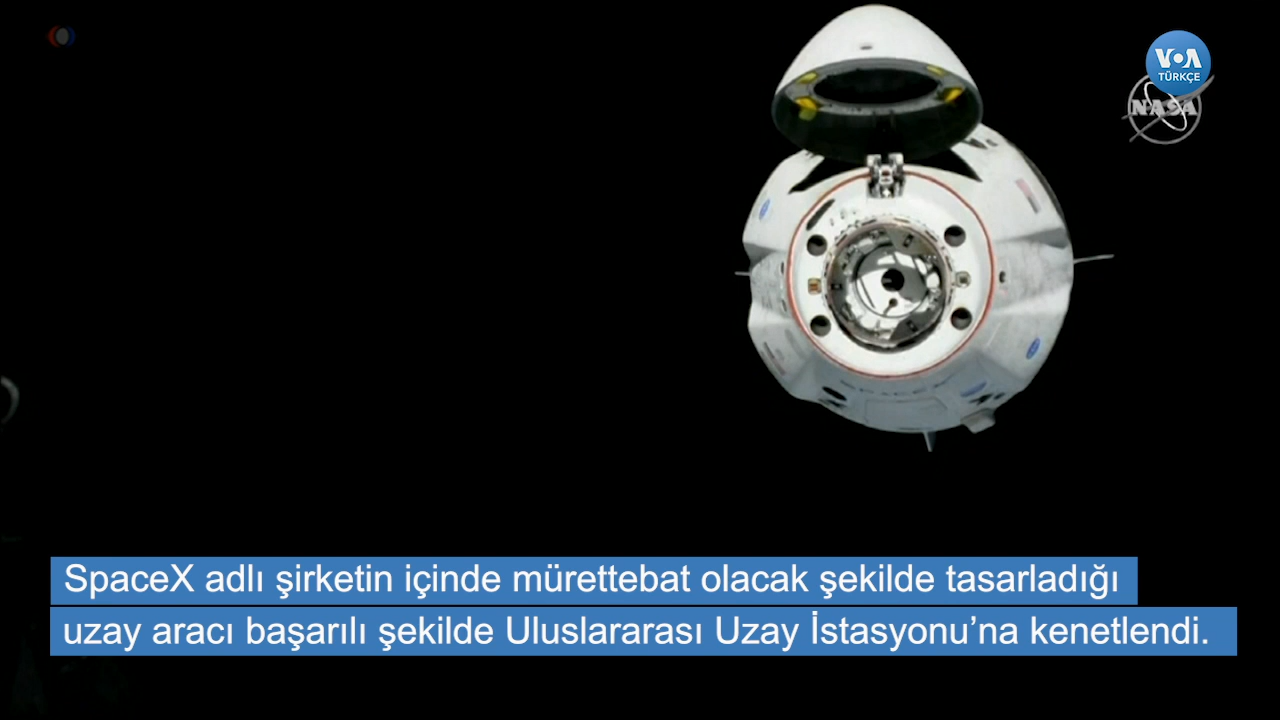 VOA
TÜRKÇE
NASA
SPACEX
SpaceX adlı şirketin içinde mürettebat olacak şekilde tasarladığı
uzay aracı başarılı şekilde Uluslararası Uzay İstasyonu’na kenetlendi.